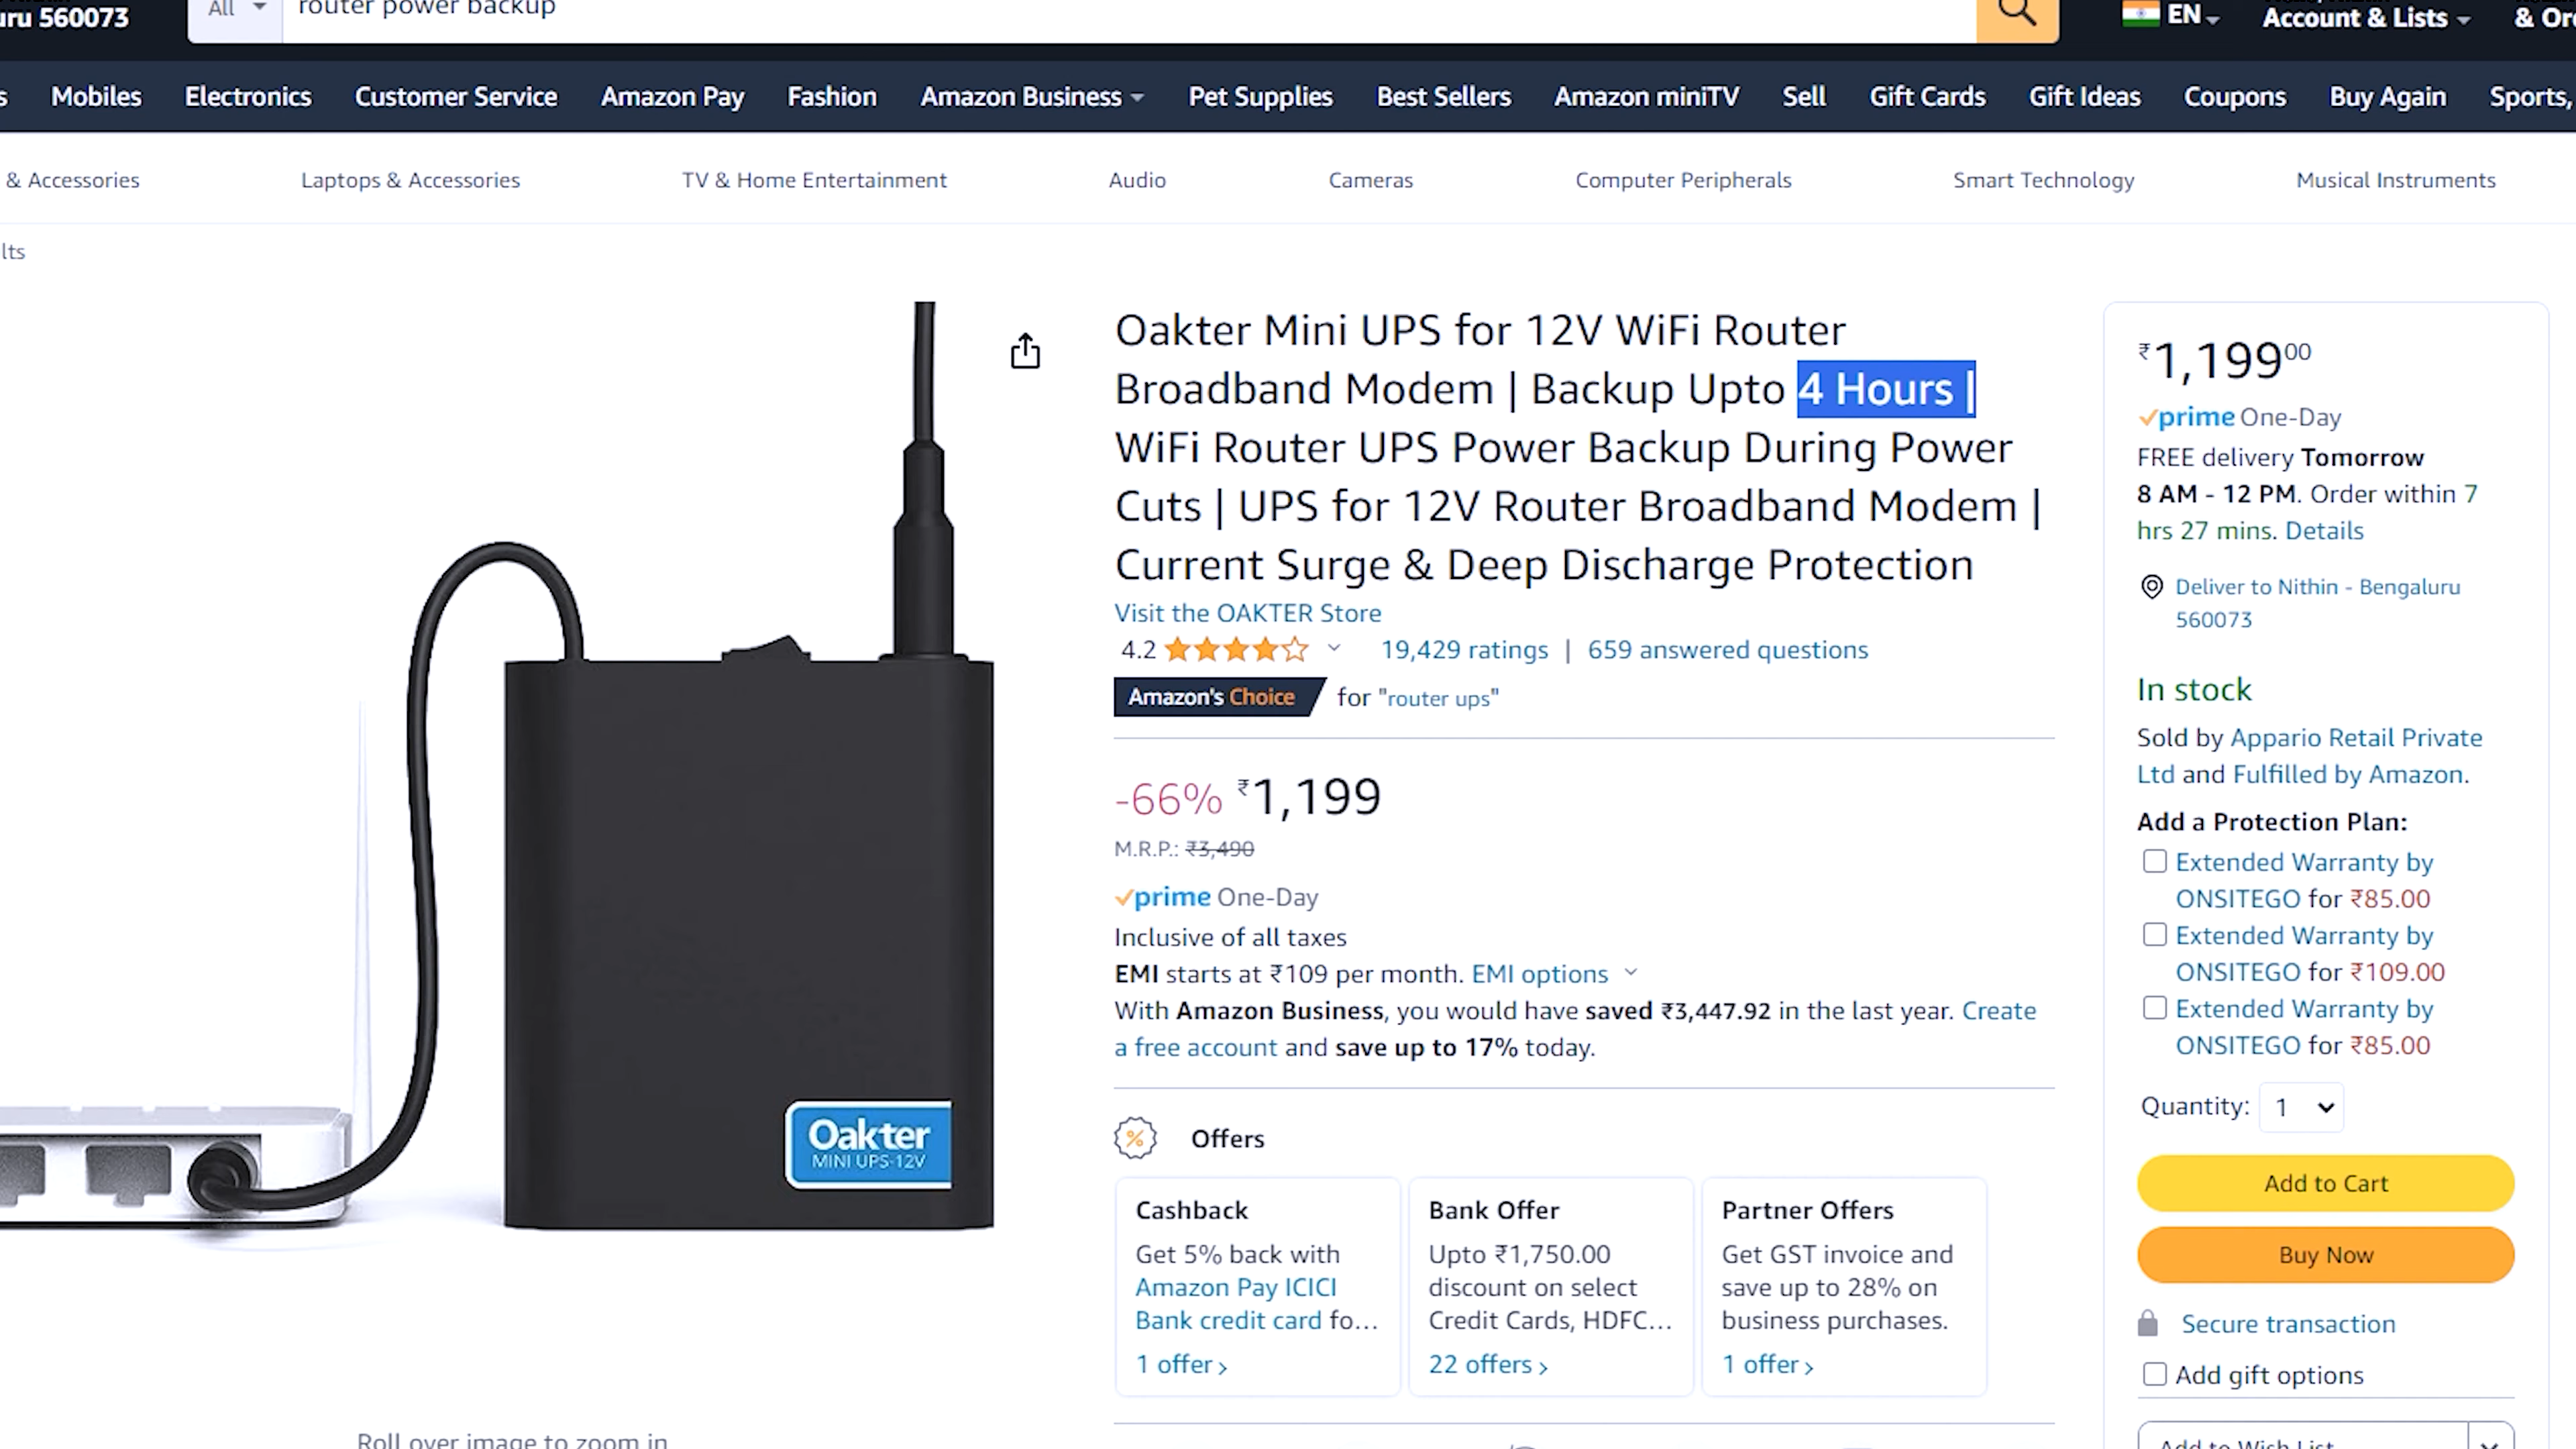 uru 560073
All
router power backup
EN
Account & Lists
Mobiles
Electronics
Customer Service
Amazon Pay
Fashion
Amazon Business
Pet Supplies
Best Sellers
Amazon miniTV
Sell
Gift Cards
Gift Ideas
Coupons
Buy Again
Sports,
& Accessories
Laptops & Accessories
TV & Home Entertainment
Audio
Cameras
Computer Peripherals
Smart Technology
Musical Instruments
lts
Oakter Mini UPS for 12V WiFi Router
Broadband Modem | Backup Upto 4 Hours |
WiFi Router UPS Power Backup During Power
Cuts | UPS for 12V Router Broadband Modem |
Current Surge & Deep Discharge Protection
Visit the OAKTER Store
4.2
19,429 ratings | 659 answered questions
Amazon's Choice for "router ups"
-66% ₹1,199
M.R.P.: ₹3,490
prime One-Day
Inclusive of all taxes
EMI starts at ₹109 per month. EMI options
With Amazon Business, you would have saved ₹3,447.92 in the last year. Create
a free account and save up to 17% today.
Offers
Cashback
Get 5% back with
Amazon Pay ICICI
Bank credit card fo...
1 offer ›
Bank Offer
Upto ₹1,750.00
discount on select
Credit Cards, HDFC...
22 offers ›
Partner Offers
Get GST invoice and
save up to 28% on
business purchases.
1 offer ›
Oakter
MINI UPS-12V
Roll over image to zoom in
₹1,19900
prime One-Day
FREE delivery Tomorrow
8 AM - 12 PM. Order within 7
hrs 27 mins. Details
Deliver to Nithin - Bengaluru
560073
In stock
Sold by Appario Retail Private
Ltd and Fulfilled by Amazon.
Add a Protection Plan:
Extended Warranty by
ONSITEGO for ₹85.00
Extended Warranty by
ONSITEGO for ₹109.00
Extended Warranty by
ONSITEGO for ₹85.00
Quantity: 1
Add to Cart
Buy Now
Secure transaction
Add gift options
Add to Wish List